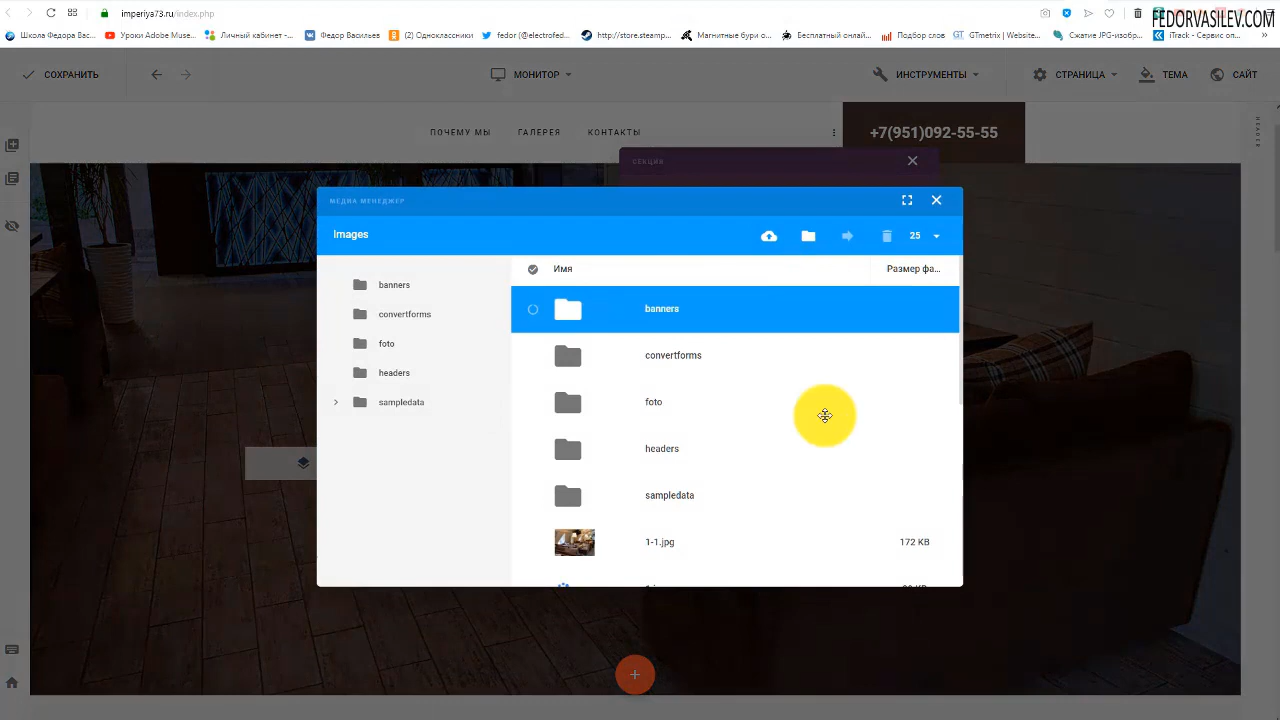 imperiya73.ru/index.php
FEDORVASILEV.COM
Школа Федора Вас...
Уроки Adobe Muse...
Личный кабинет -...
Федор Васильев
(2) Одноклассники
fedor (@electrofed...
http://store.steamp...
Магнитные бури о...
Бесплатный онлай...
Подбор слов
GTmetrix | Website...
Сжатие JPG-изобр...
iTrack - Сервис оп...
СОХРАНИТЬ
МОНИТОР
ИНСТРУМЕНТЫ
СТРАНИЦА
ТЕМА
САЙТ
ПОЧЕМУ МЫ
ГАЛЕРЕЯ
КОНТАКТЫ
+7(951)092-55-55
HEADER
СЕКЦИЯ
МЕДИА МЕНЕДЖЕР
Images
25
banners
convertforms
foto
headers
sampledata
Имя
Размер фа...
banners
convertforms
foto
headers
sampledata
1-1.jpg
172 KB